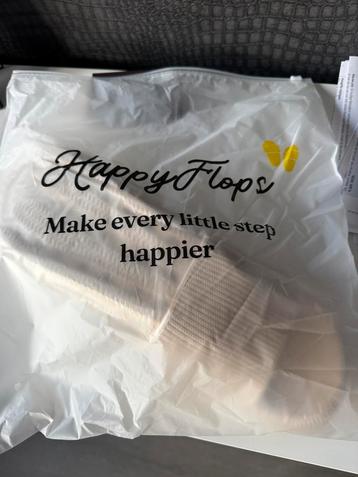 HappyFlops
Make every little step
happier